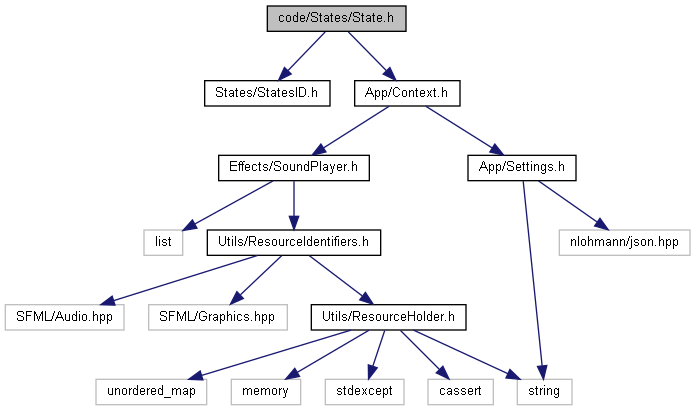 code/States/State.h
States/StatesID.h
App/Context.h
Effects/SoundPlayer.h
App/Settings.h
list
Utils/ResourceIdentifiers.h
nlohmann/json.hpp
SFML/Audio.hpp
SFML/Graphics.hpp
Utils/ResourceHolder.h
unordered_map
memory
stdexcept
cassert
string